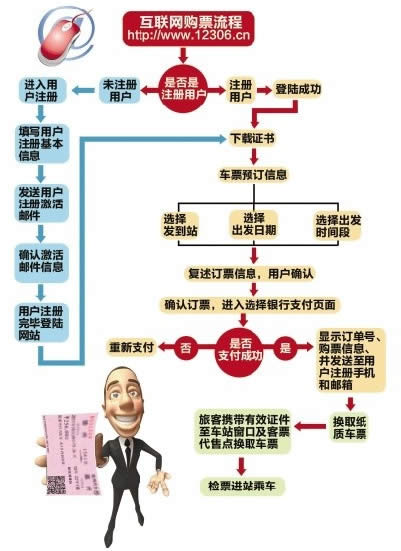 互联网购票流程
http://www.12306.cn
是否是
注册用户
未注册
用户
注册
用户
登陆成功
进入用
户注册
填写用户
注册基本
信息
发送用户
注册激活
邮件
确认激活
邮件信息
用户注册
完毕登陆
网站
下载证书
车票预订信息
选择
发到站
选择
出发日期
选择出发
时间段
复述订票信息，用户确认
确认订票，进入选择银行支付页面
是否
支付成功
否
重新支付
是
显示订单号、
购票信息、
并发送至用
户注册手机
和邮箱
换取纸
质车票
旅客携带有效证件
至车站窗口及客票
代售点换取车票
检票进站乘车